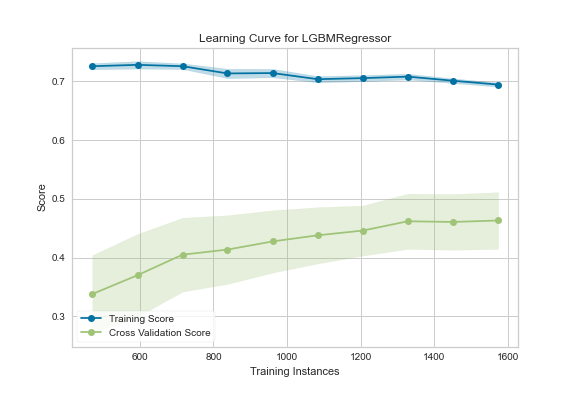 Learning Curve for LGBMRegressor
Score
0.7
0.6
0.5
0.4
0.3
Training Score
Cross Validation Score
600
800
1000
1200
1400
1600
Training Instances